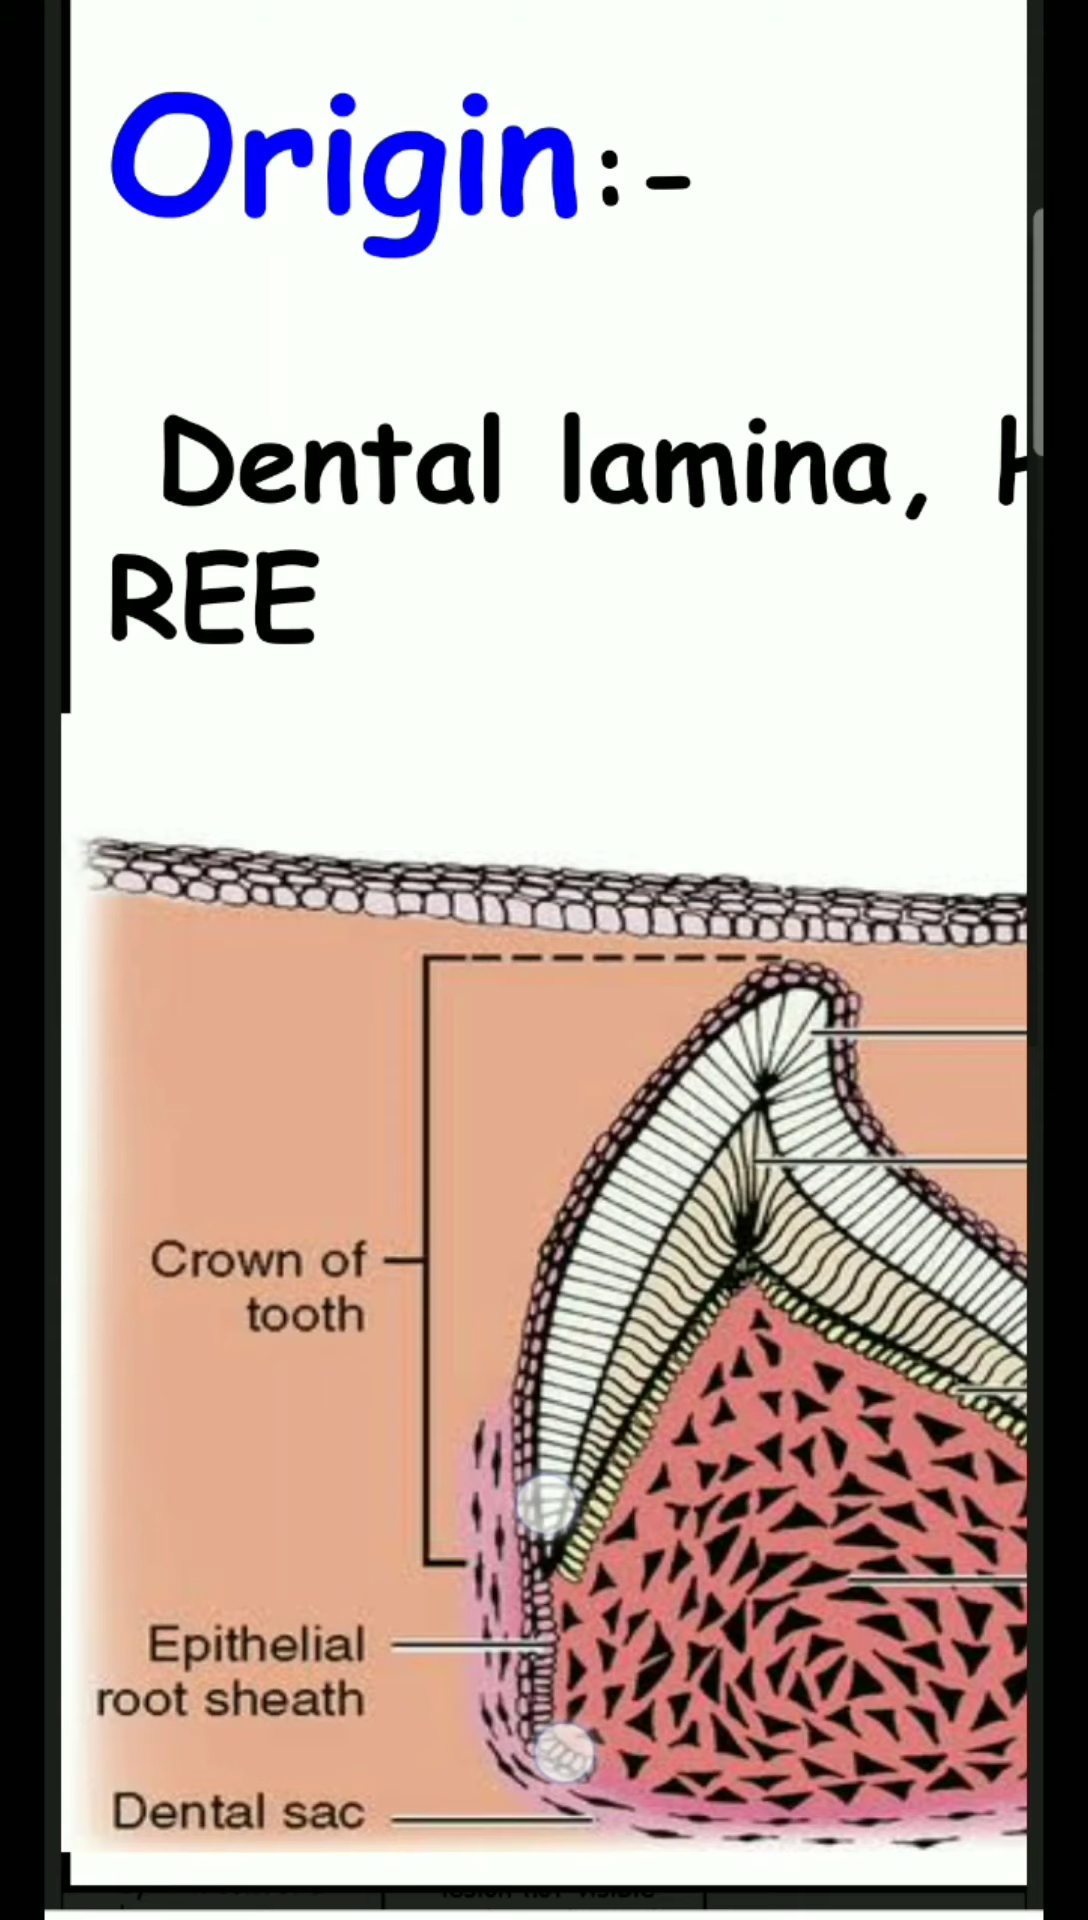 Origin:-
Dental lamina,
REE
Crown of
tooth
Epithelial
root sheath
Dental sac